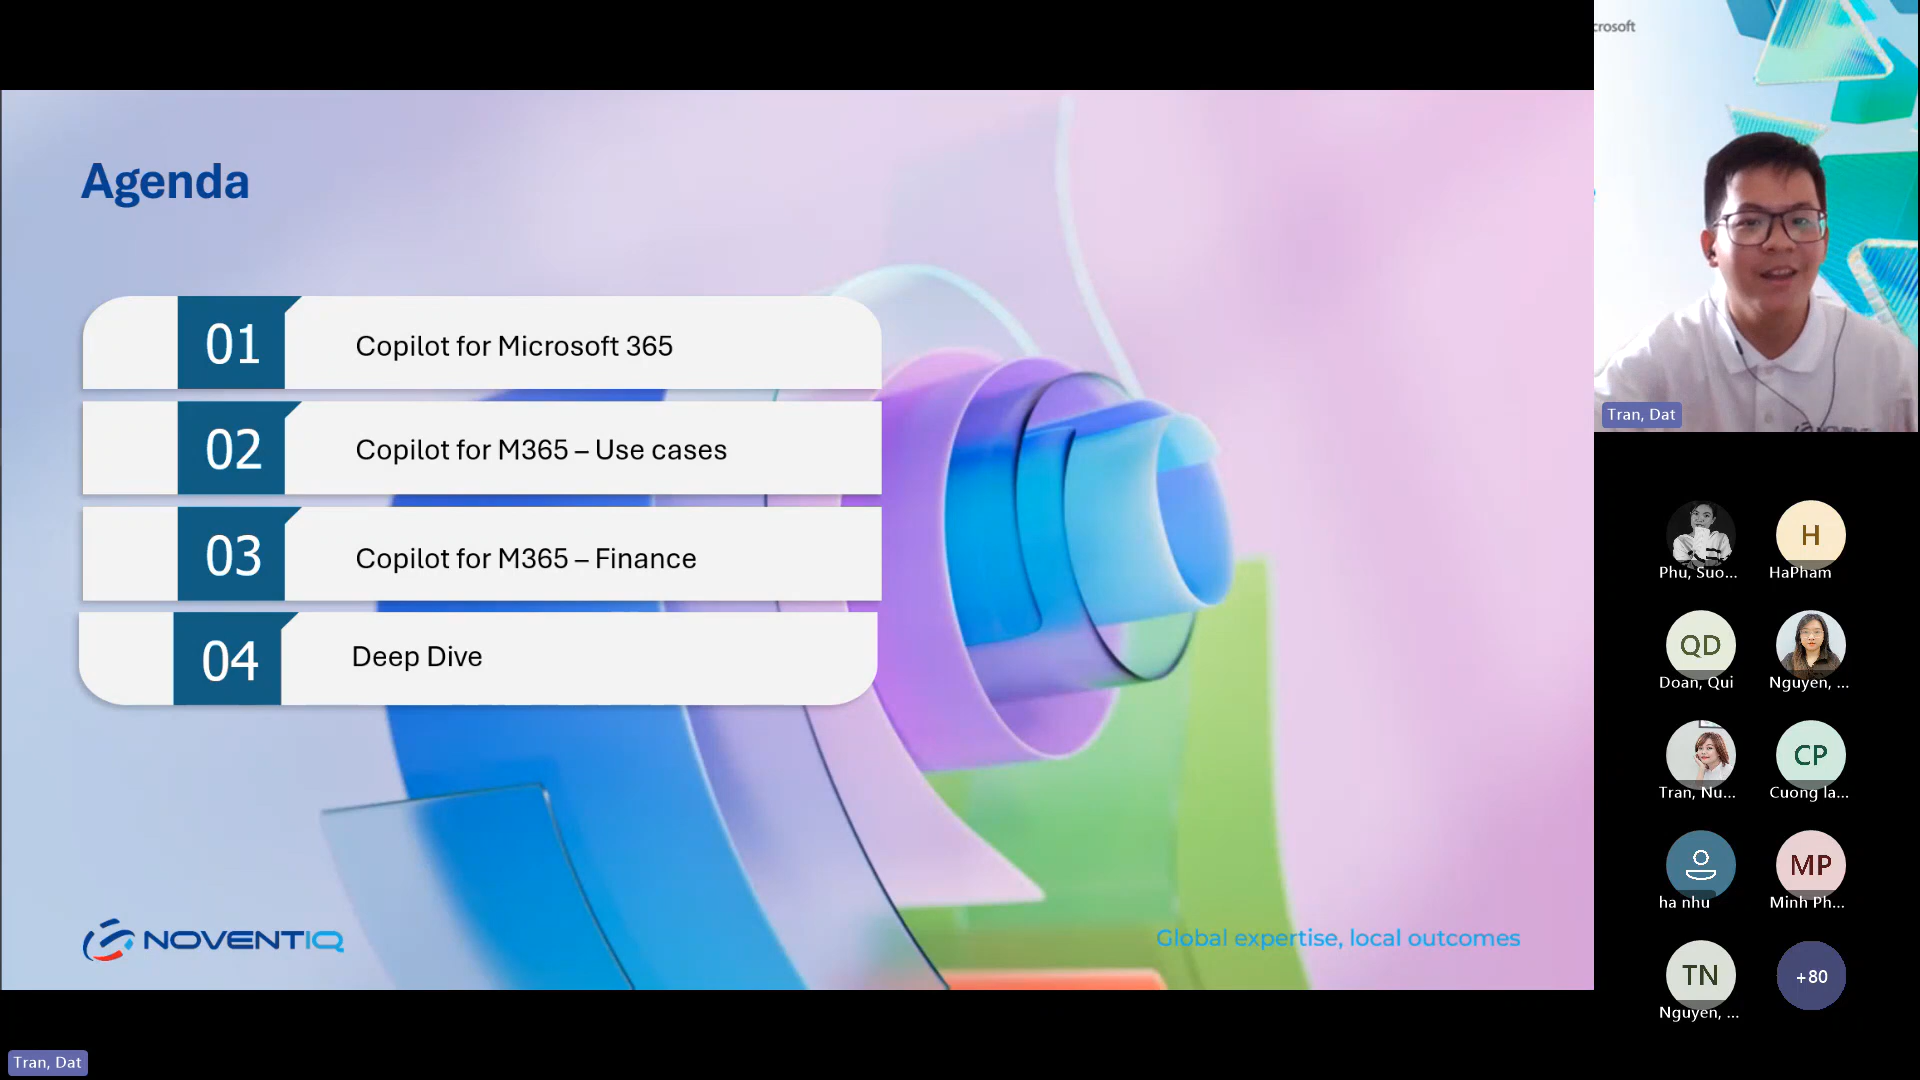 Agenda
01
Copilot for Microsoft 365
02
Copilot for M365 – Use cases
03
Copilot for M365 – Finance
04
Deep Dive
NOVENTIQ
Global expertise, local outcomes
Tran, Dat
crosoft
Tran, Dat
Phu, Suo...
H
HaPham
QD
Doan, Qui
Nguyen, ...
Tran, Nu...
CP
Cuong la...
ha nhu
MP
Minh Ph...
TN
Nguyen, ...
+80